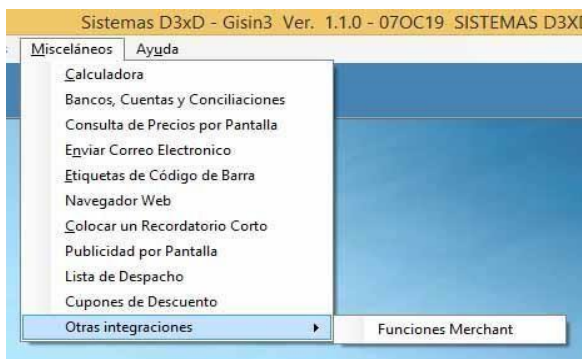 Sistemas D3xD - Gisin3 Ver. 1.1.0 - 07OC19 SISTEMAS D3XD
Misceláneos Ayuda
Calculadora
Bancos, Cuentas y Conciliaciones
Consulta de Precios por Pantalla
Enviar Correo Electronico
Etiquetas de Código de Barra
Navegador Web
Colocar un Recordatorio Corto
Publicidad por Pantalla
Lista de Despacho
Cupones de Descuento
Otras integraciones
Funciones Merchant